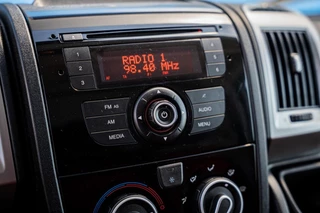 RADIO 1
98.40 MHz
1
2
3
4
5
6
FM AS
AM
MEDIA
AUDIO
MENU